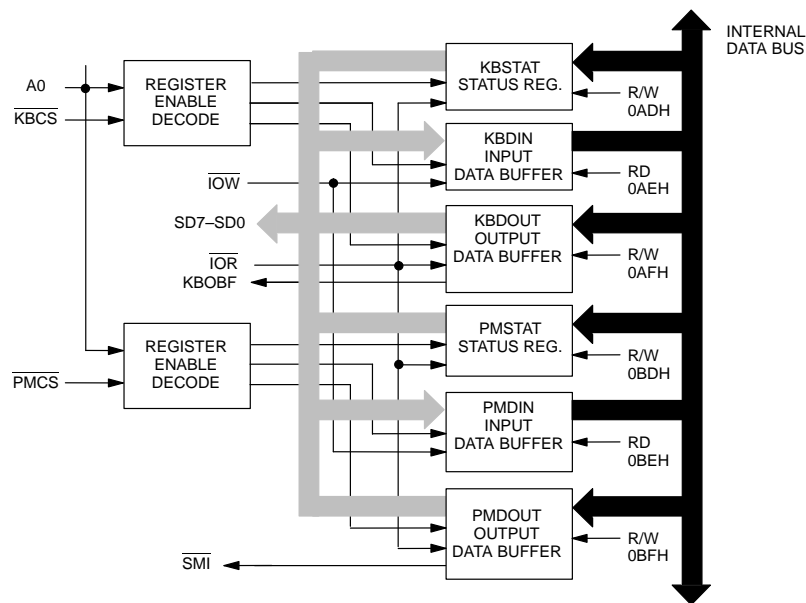 INTERNAL
DATA BUS
A0
KBCS
REGISTER
ENABLE
DECODE
KBSTAT
STATUS REG.
R/W
0ADH
KBDIN
INPUT
DATA BUFFER
RD
0AEH
IOW
SD7–SD0
KBDOUT
OUTPUT
DATA BUFFER
R/W
0AFH
IOR
KBOBF
PMSTAT
STATUS REG.
R/W
0BDH
REGISTER
ENABLE
DECODE
PMCS
PMDIN
INPUT
DATA BUFFER
RD
0BEH
PMDOUT
OUTPUT
DATA BUFFER
R/W
0BFH
SMI